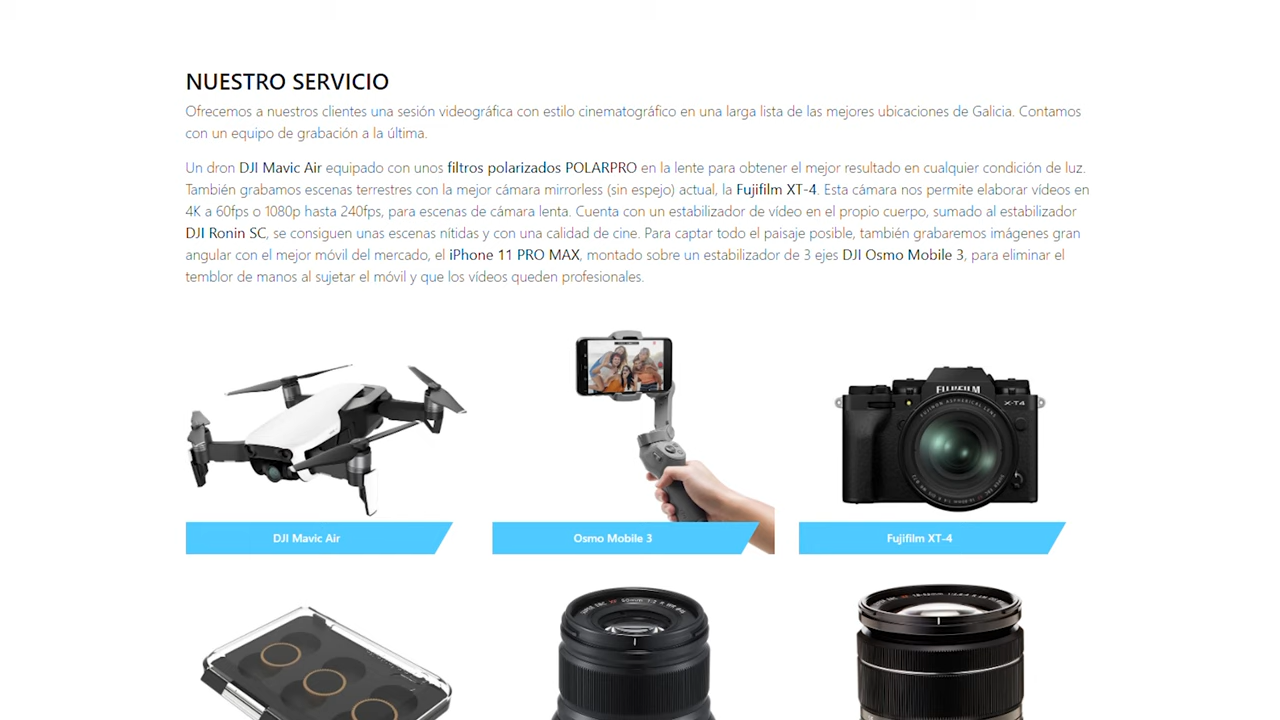 NUESTRO SERVICIO
Ofrecemos a nuestros clientes una sesión videográfica con estilo cinematográfico en una larga lista de las mejores ubicaciones de Galicia. Contamos
con un equipo de grabación a la última.
Un dron DJI Mavic Air equipado con unos filtros polarizados POLARPRO en la lente para obtener el mejor resultado en cualquier condición de luz.
También grabamos escenas terrestres con la mejor cámara mirrorless (sin espejo) actual, la Fujifilm XT-4. Esta cámara nos permite elaborar vídeos en
4K a 60fps o 1080p hasta 240fps, para escenas de cámara lenta. Cuenta con un estabilizador de vídeo en el propio cuerpo, sumado al estabilizador
DJI Ronin SC, se consiguen unas escenas nítidas y con una calidad de cine. Para captar todo el paisaje posible, también grabaremos imágenes gran
angular con el mejor móvil del mercado, el iPhone 11 PRO MAX, montado sobre un estabilizador de 3 ejes DJI Osmo Mobile 3, para eliminar el
temblor de manos al sujetar el móvil y que los vídeos queden profesionales.
FUJIFILM
X-T4
FUJINON ASPHERICAL LENS
DJI Mavic Air
Osmo Mobile 3
Fujifilm XT-4